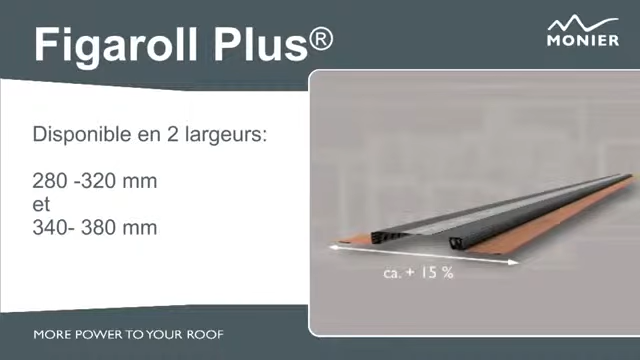 Figaroll Plus®
MONIER
Disponible en 2 largeurs:
280 -320 mm
et
340- 380 mm
ca. + 15 %
MORE POWER TO YOUR ROOF